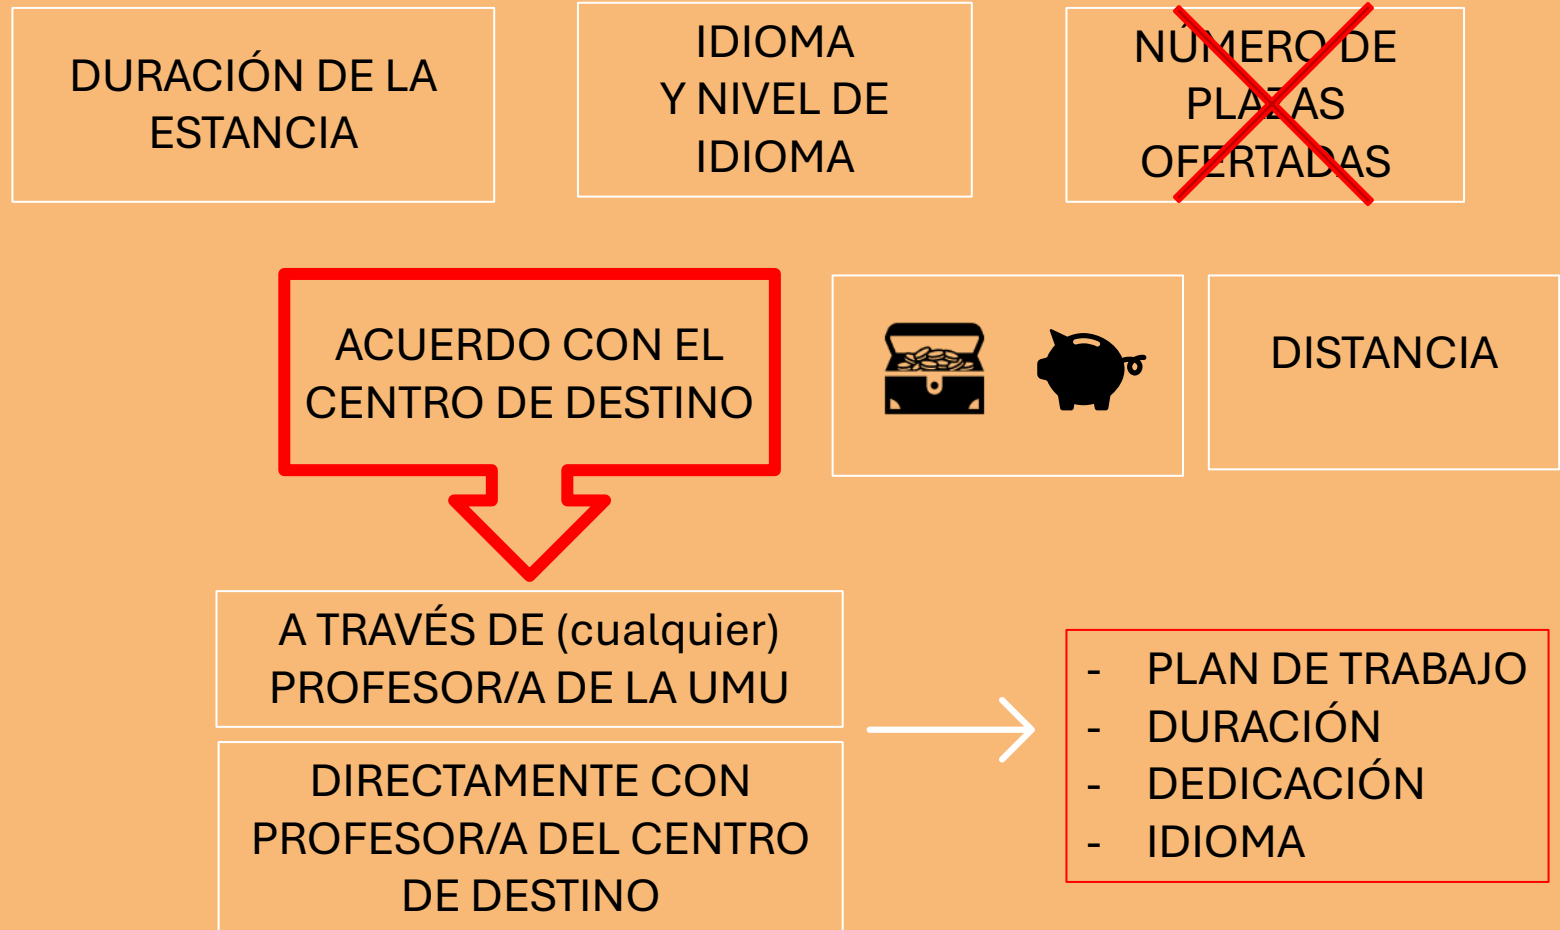 DURACIÓN DE LA
ESTANCIA
IDIOMA
Y NIVEL DE
IDIOMA
NÚMERO DE
PLAZAS
OFERTADAS
ACUERDO CON EL
CENTRO DE DESTINO
DISTANCIA
A TRAVÉS DE (cualquier)
PROFESOR/A DE LA UMU
DIRECTAMENTE CON
PROFESOR/A DEL CENTRO
DE DESTINO
- PLAN DE TRABAJO
- DURACIÓN
- DEDICACIÓN
- IDIOMA